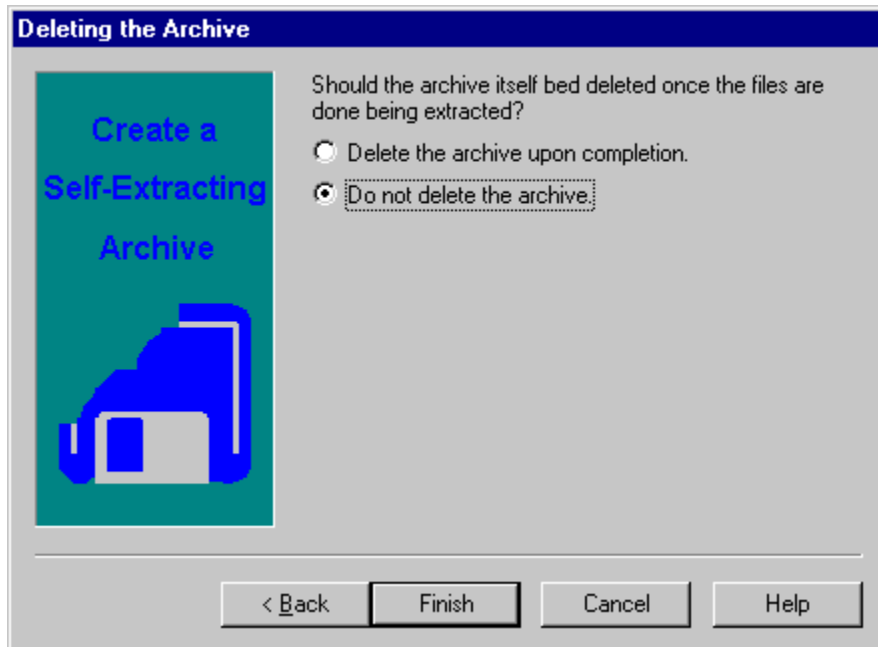 Deleting the Archive
Create a
Self-Extracting
Archive
Should the archive itself bed deleted once the files are
done being extracted?
Delete the archive upon completion.
Do not delete the archive.
< Back
Finish
Cancel
Help